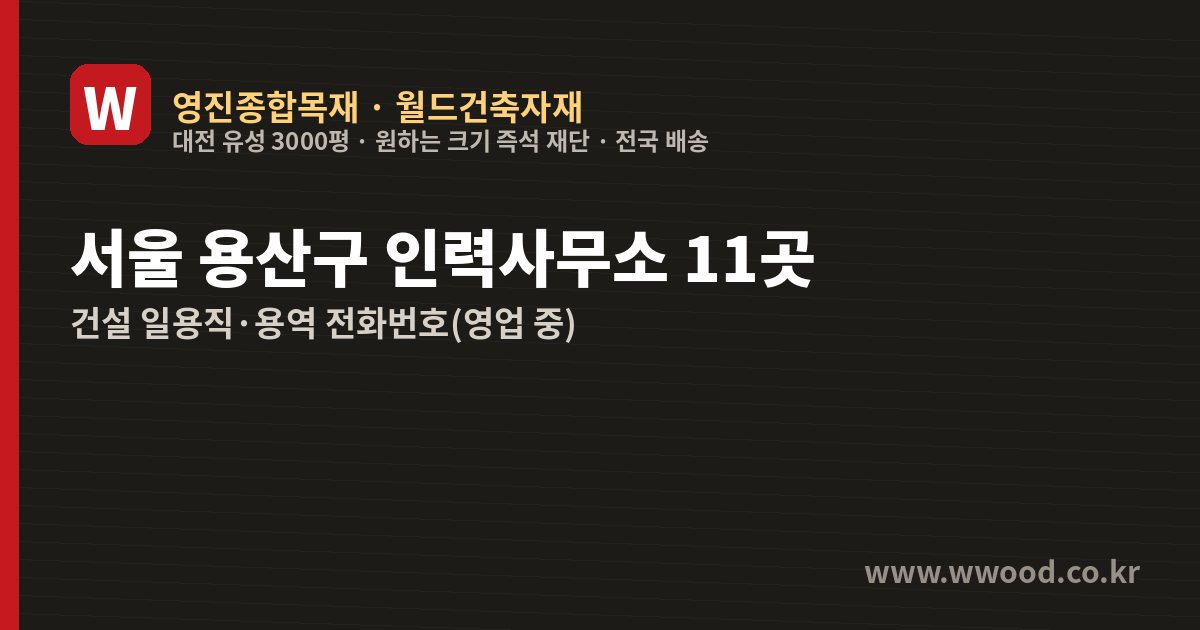 W
영진종합목재 · 월드건축자재
대전 유성 3000평 · 원하는 크기 즉석 재단 · 전국 배송
서울 용산구 인력사무소 11곳
건설 일용직·용역 전화번호(영업 중)
www.wwood.co.kr